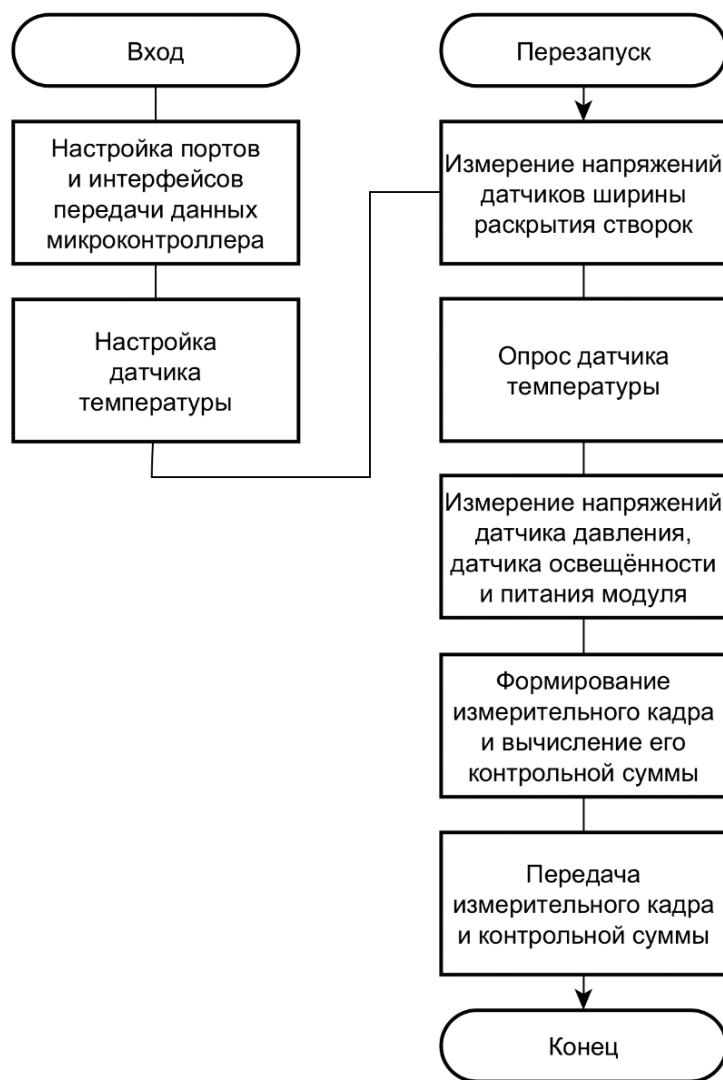 Вход
Настройка портов
и интерфейсов
передачи данных
микроконтроллера
Настройка
датчика
температуры
Перезапуск
Измерение напряжений
датчиков ширины
раскрытия створок
Опрос датчика
температуры
Измерение напряжений
датчика давления,
датчика освещённости
и питания модуля
Формирование
измерительного кадра
и вычисление его
контрольной суммы
Передача
измерительного кадра
и контрольной суммы
Конец